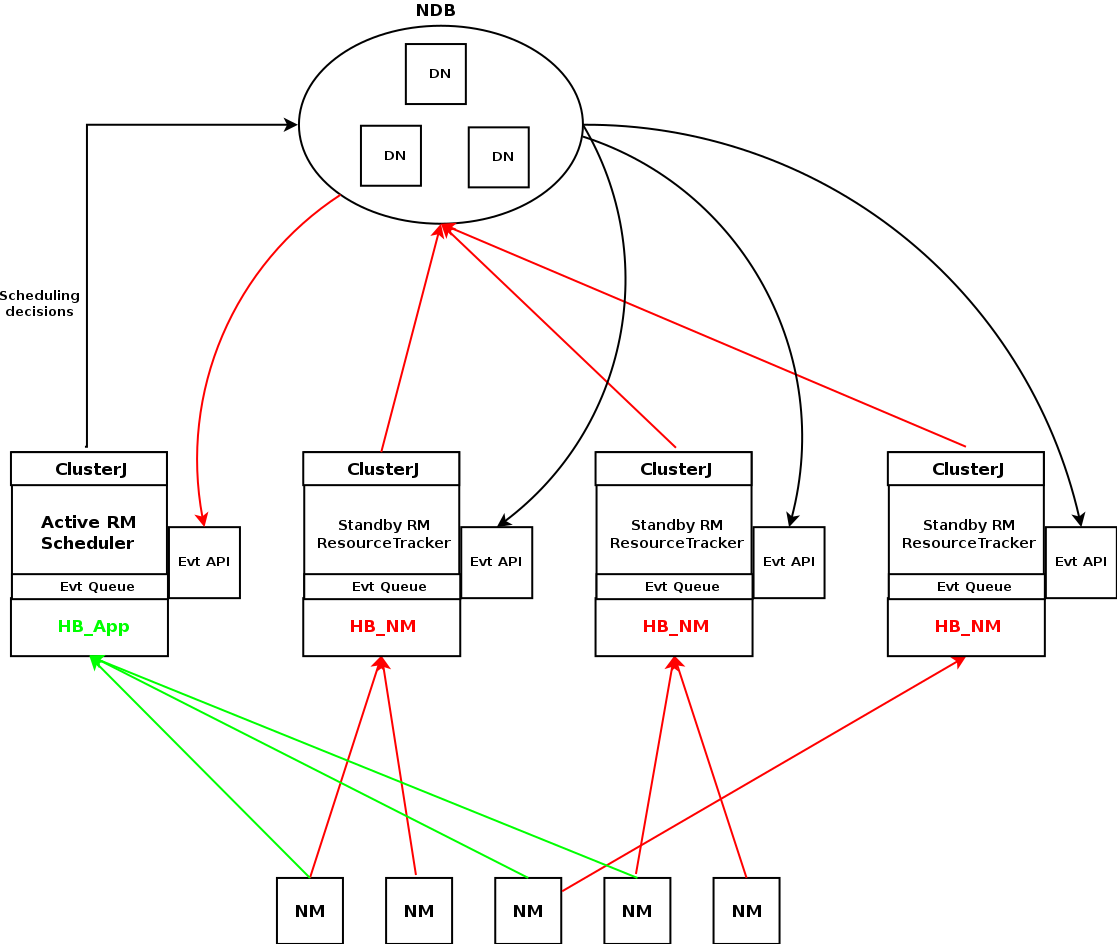 NDB
DN
DN
DN
Scheduling
decisions
ClusterJ
ClusterJ
ClusterJ
ClusterJ
Active RM
Scheduler
Standby RM
ResourceTracker
Standby RM
ResourceTracker
Standby RM
ResourceTracker
Evt API
Evt API
Evt API
Evt API
Evt Queue
Evt Queue
Evt Queue
Evt Queue
HB_App
HB_NM
HB_NM
HB_NM
NM
NM
NM
NM
NM